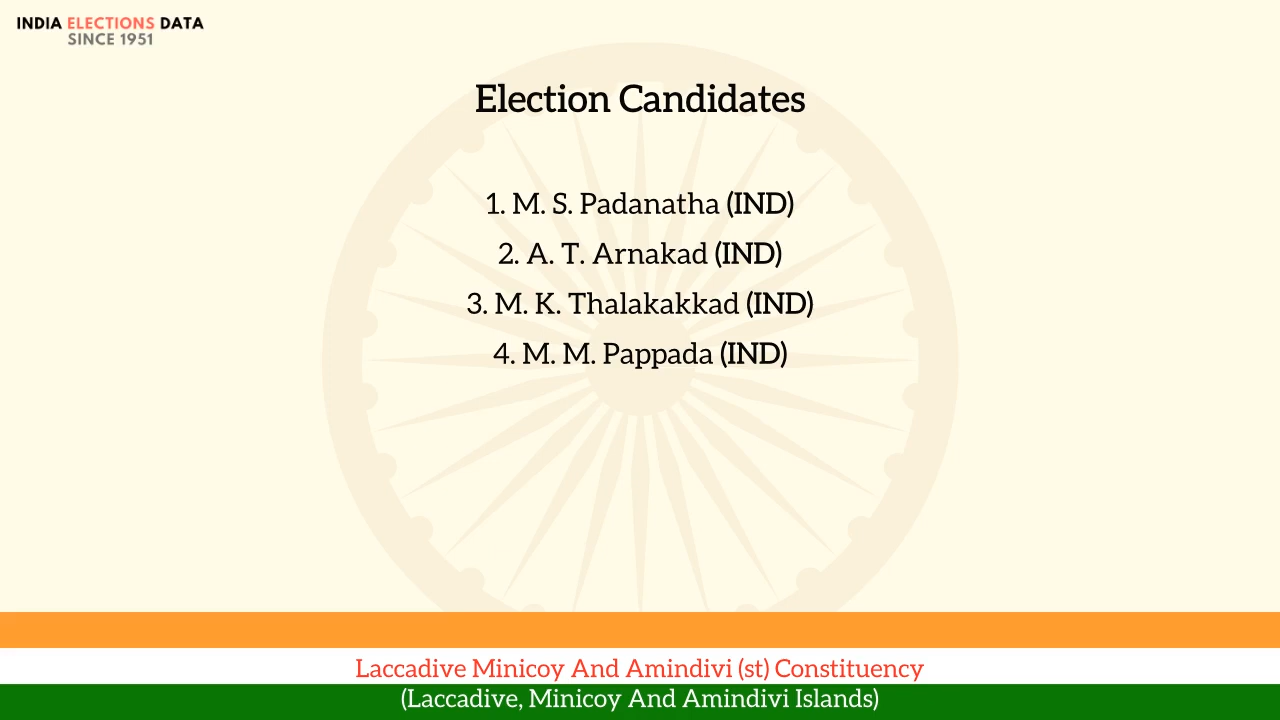 INDIA ELECTIONS DATA
SINCE 1951
Election Candidates
1. M. S. Padanatha (IND)
2. A. T. Arnakad (IND)
3. M. K. Thalakakkad (IND)
4. M. M. Pappada (IND)
Laccadive Minicoy And Amindivi (st) Constituency
(Laccadive, Minicoy And Amindivi Islands)